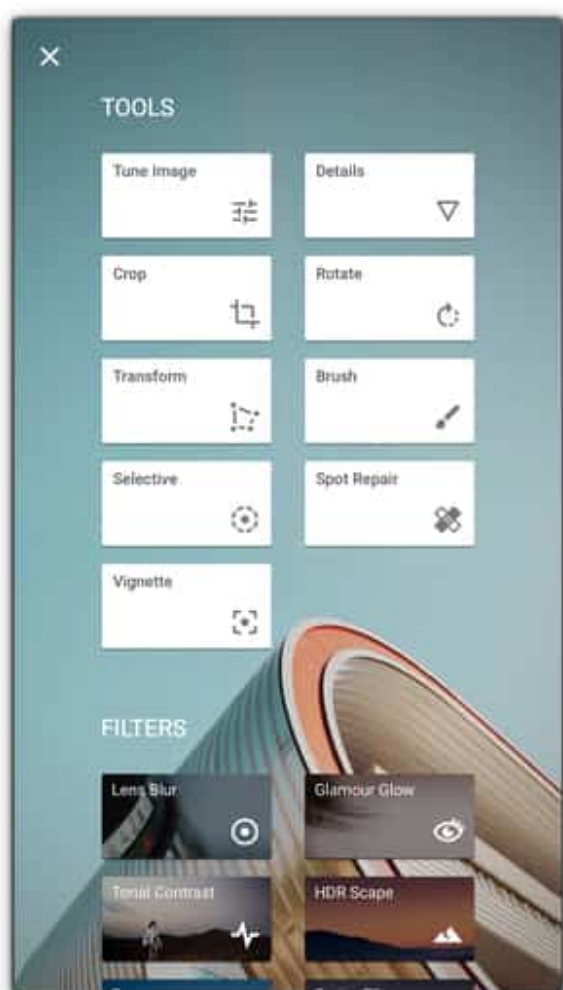 TOOLS
Tune Image
Details
Crop
Rotate
Transform
Brush
Selective
Spot Repair
Vignette
FILTERS
Lens Blur
Glamour Glow
Tonal Contrast
HDR Scape